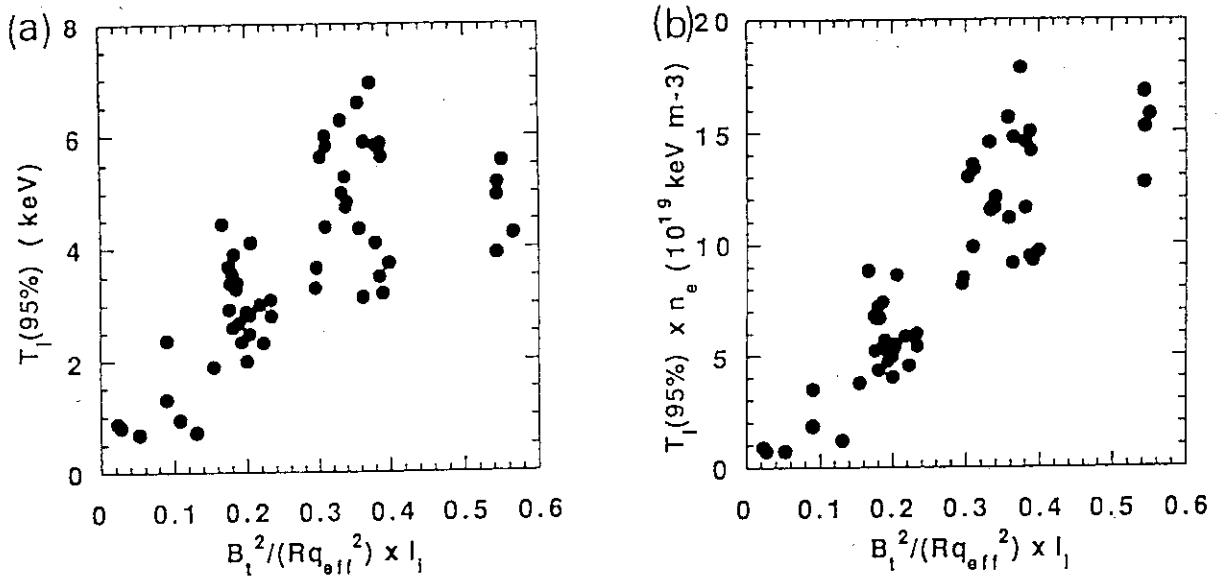 (a)
8
6
4
2
0
T_i(95%) ( keV)
0 0.1 0.2 0.3 0.4 0.5 0.6
B_t^2/(Rq_eff^2) x l_i
(b)
20
15
10
5
0
T_i(95%) x n_e (10^19 keV m-3)
0 0.1 0.2 0.3 0.4 0.5 0.6
B_t^2/(Rq_eff^2) x l_i